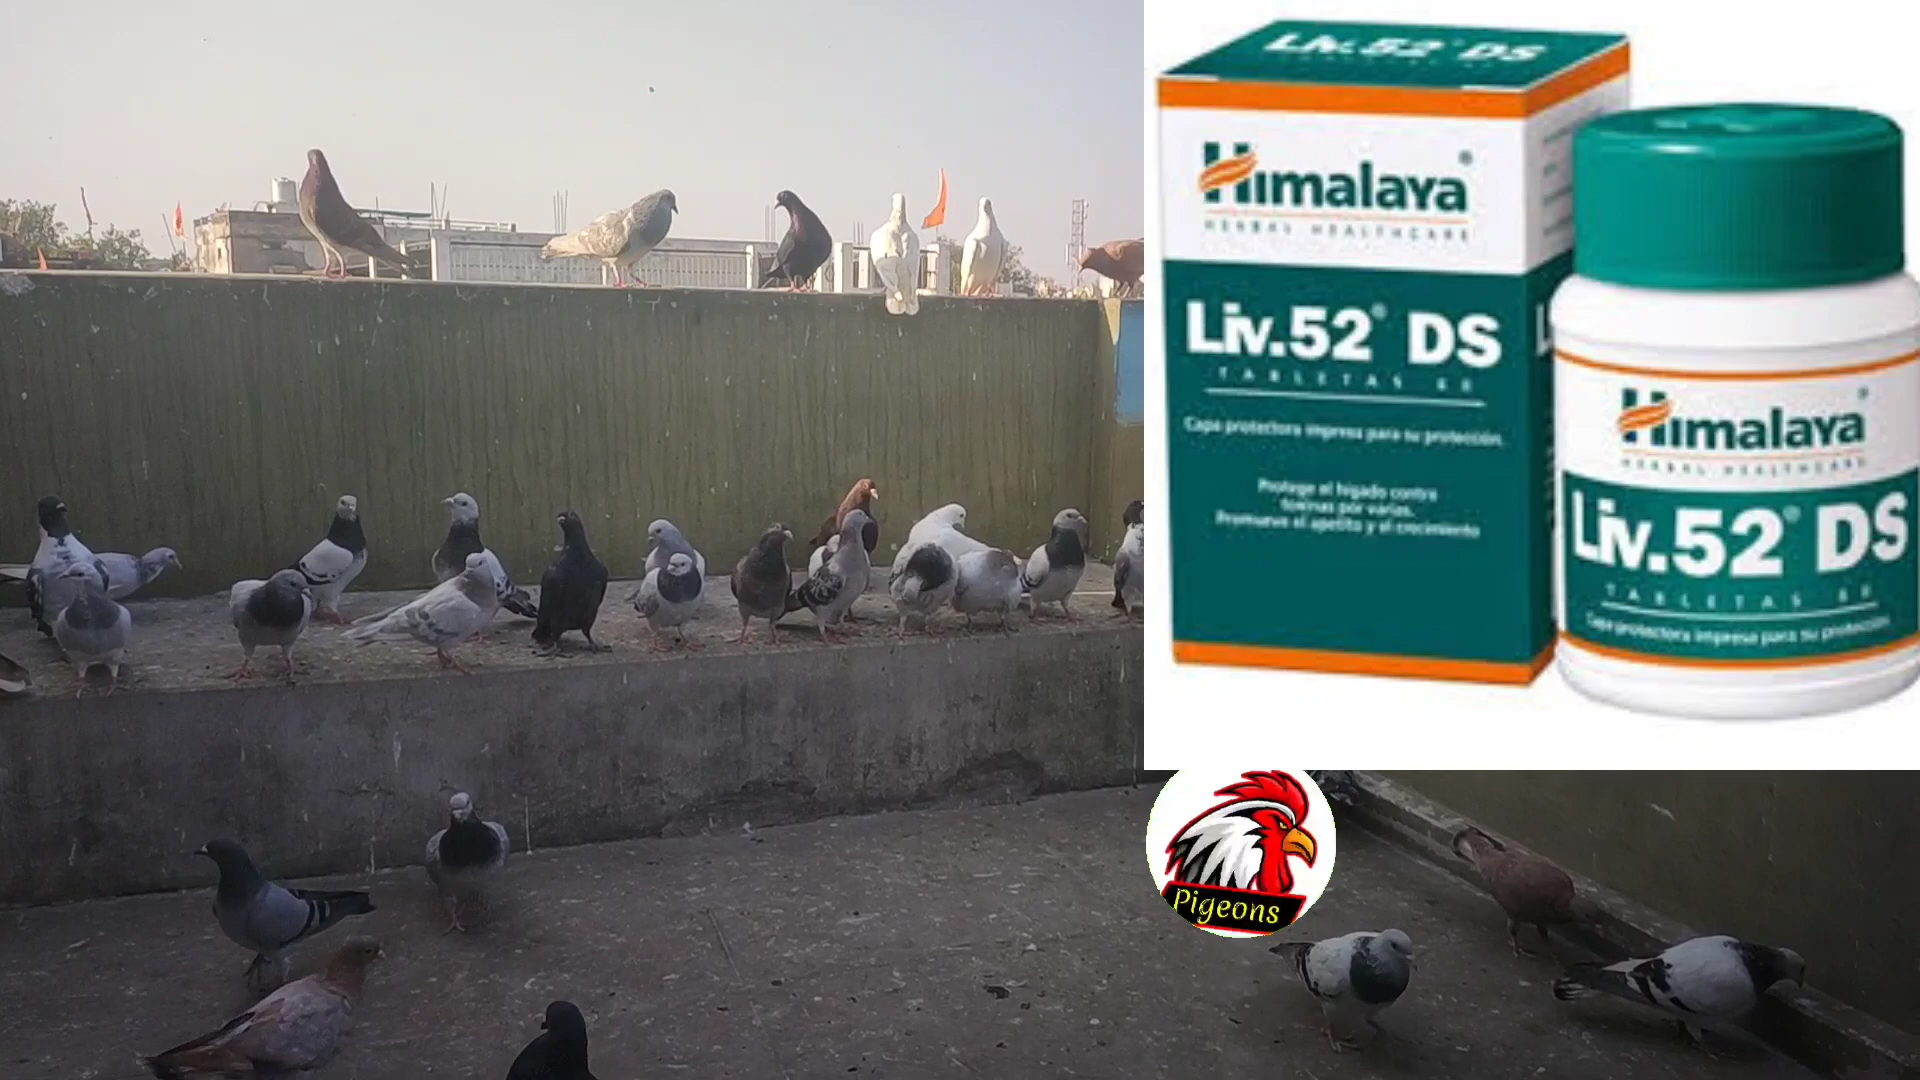 Liv.52 DS
Himalaya
HERBAL HEALTHCARE
Liv.52® DS
TABLETAS
Capa protectora impresa para su protección.
Protege el hígado contra
toxinas por varias.
Promueve el apetito y el crecimiento
Himalaya
HERBAL HEALTHCARE
Liv.52® DS
TABLETAS
Capa protectora impresa para su protección.
Pigeons